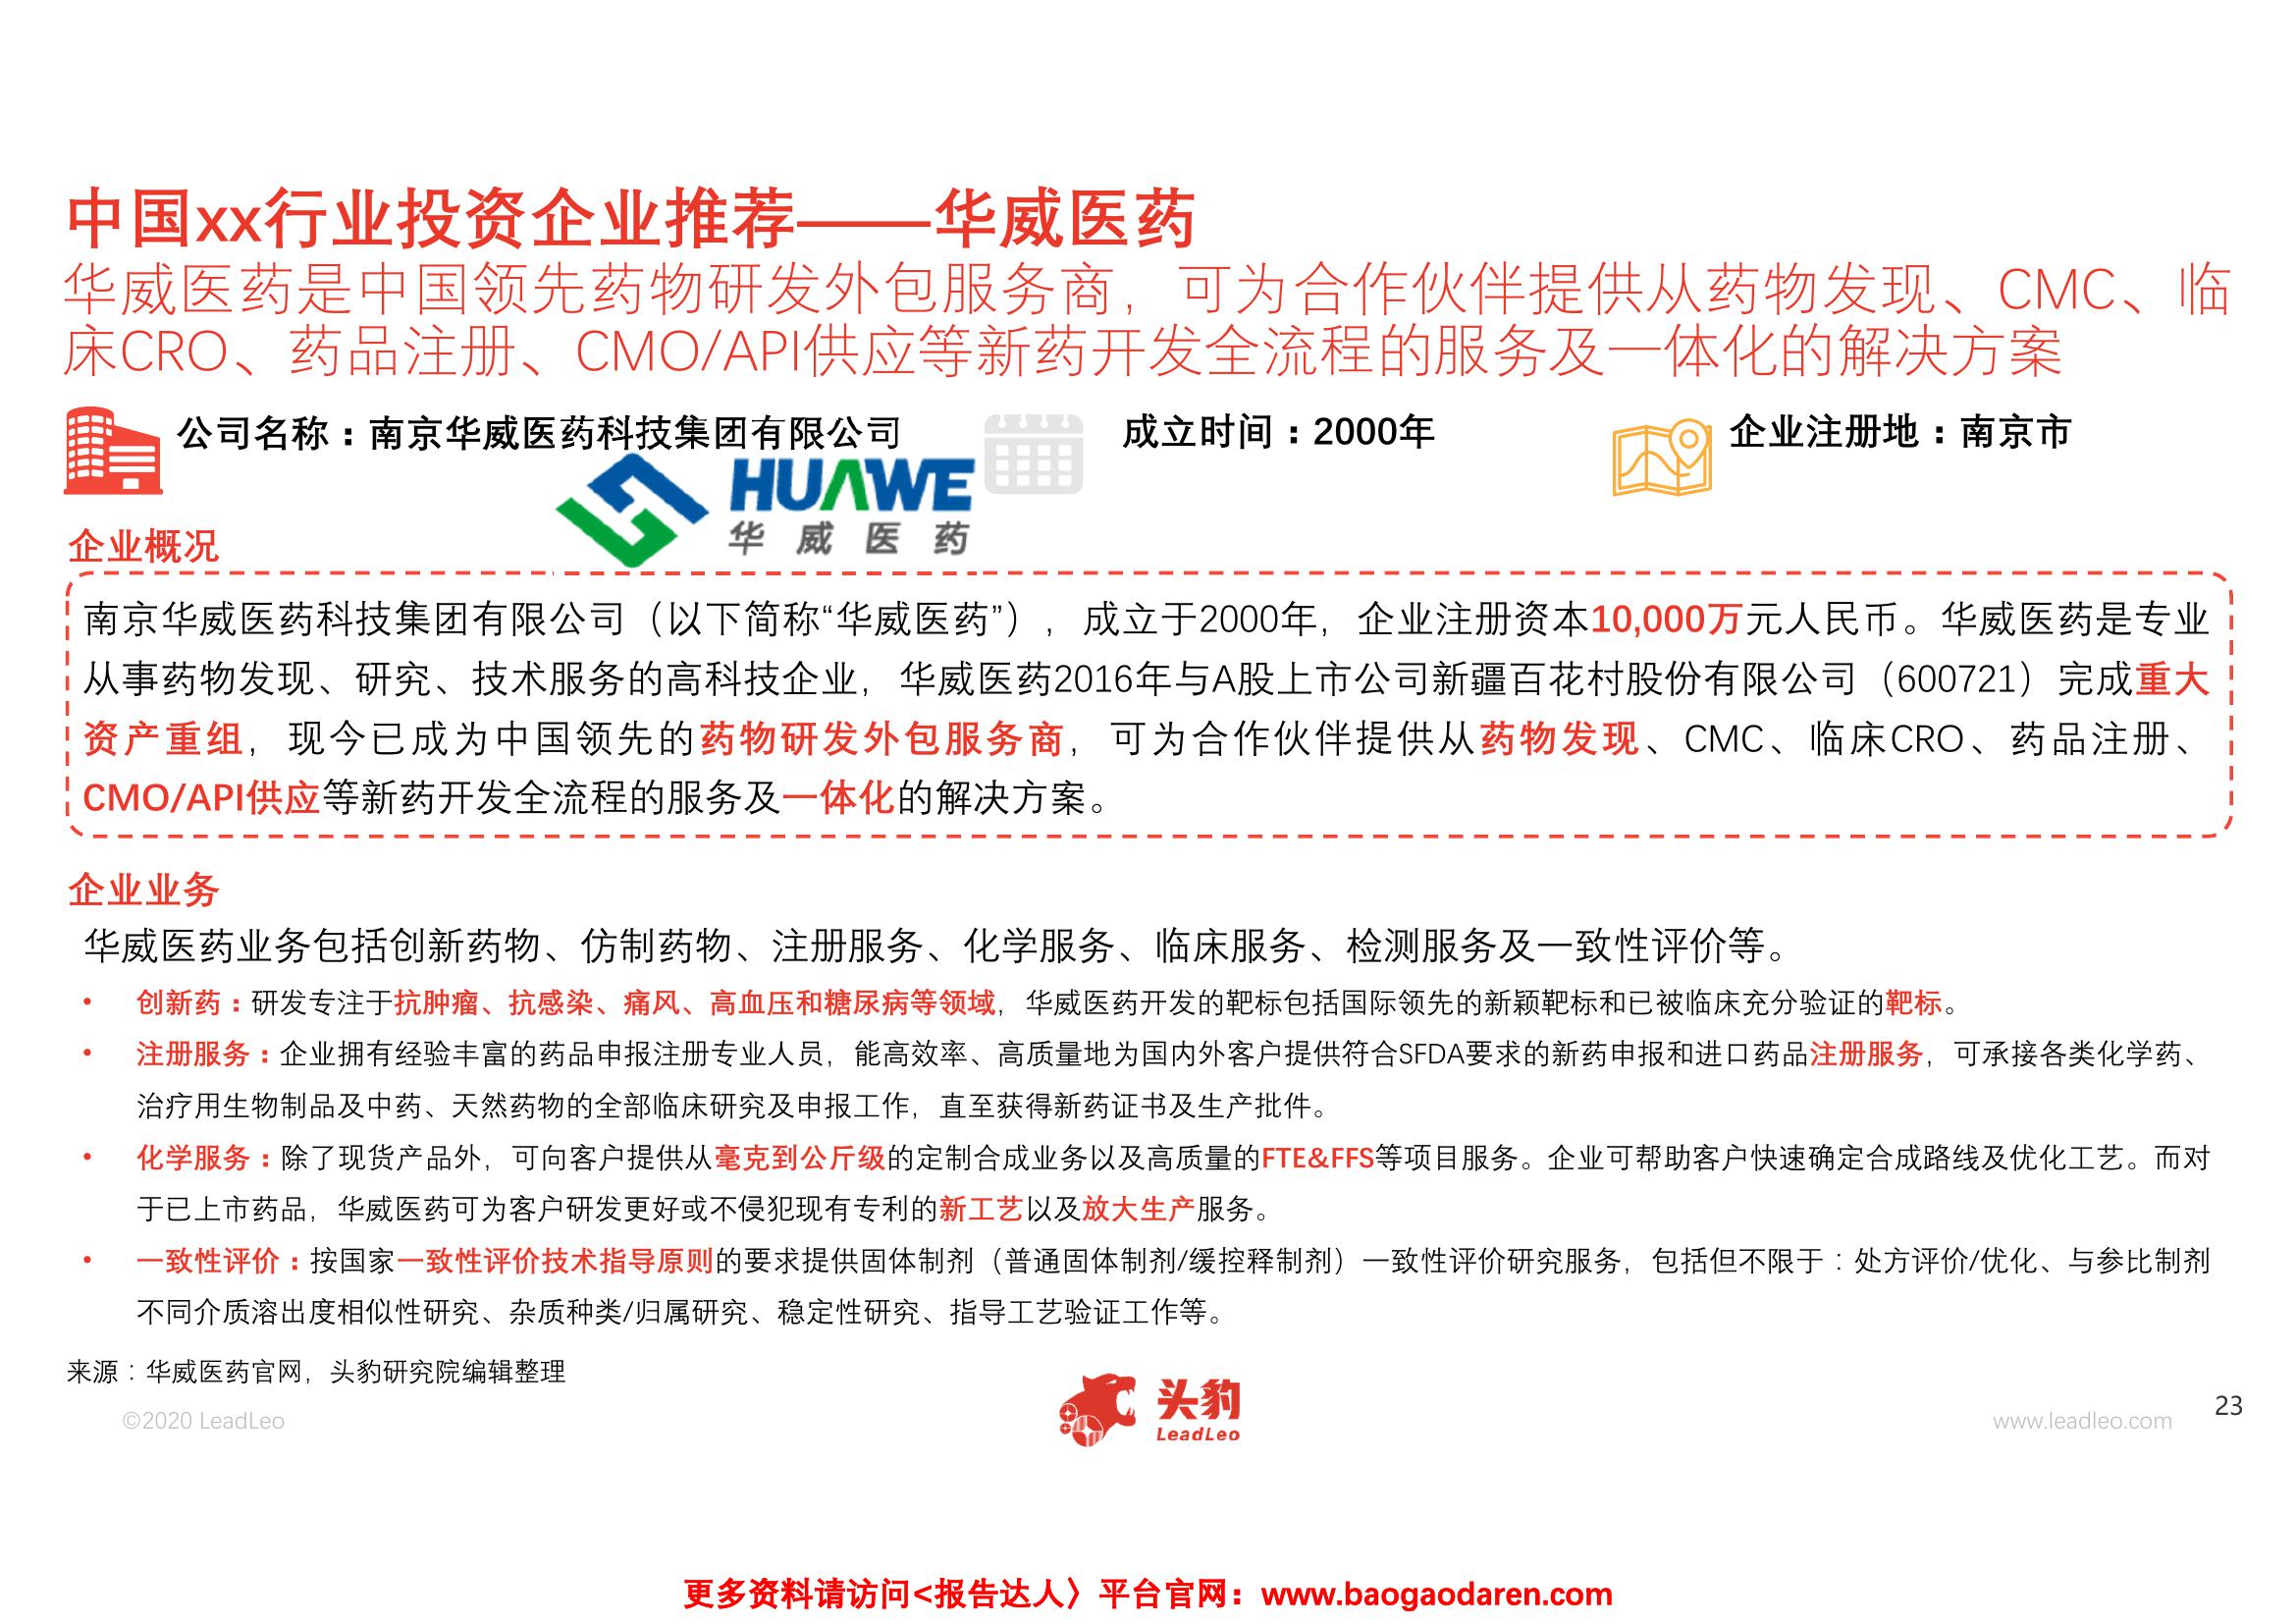 中国xx行业投资企业推荐——华威医药
华威医药是中国领先药物研发外包服务商，可为合作伙伴提供从药物发现、CMC、临
床CRO、药品注册、CMO/API供应等新药开发全流程的服务及一体化的解决方案
公司名称：南京华威医药科技集团有限公司
成立时间：2000年
企业注册地：南京市
HUAWE
华威医药
企业概况
南京华威医药科技集团有限公司（以下简称“华威医药”），成立于2000年，企业注册资本10,000万元人民币。华威医药是专业
从事药物发现、研究、技术服务的高科技企业，华威医药2016年与A股上市公司新疆百花村股份有限公司（600721）完成重大
资产重组，现今已成为中国领先的药物研发外包服务商，可为合作伙伴提供从药物发现、CMC、临床CRO、药品注册、
CMO/API供应等新药开发全流程的服务及一体化的解决方案。
企业业务
华威医药业务包括创新药物、仿制药物、注册服务、化学服务、临床服务、检测服务及一致性评价等。
• 创新药：研发专注于抗肿瘤、抗感染、痛风、高血压和糖尿病等领域，华威医药开发的靶标包括国际领先的新颖靶标和已被临床充分验证的靶标。
• 注册服务：企业拥有经验丰富的药品申报注册专业人员，能高效率、高质量地为国内外客户提供符合SFDA要求的新药申报和进口药品注册服务，可承接各类化学药、
治疗用生物制品及中药、天然药物的全部临床研究及申报工作，直至获得新药证书及生产批件。
• 化学服务：除了现货产品外，可向客户提供从毫克到公斤级的定制合成业务以及高质量的FTE&FFS等项目服务。企业可帮助客户快速确定合成路线及优化工艺。而对
于已上市药品，华威医药可为客户研发更好或不侵犯现有专利的新工艺以及放大生产服务。
• 一致性评价：按国家一致性评价技术指导原则的要求提供固体制剂（普通固体制剂/缓控释制剂）一致性评价研究服务，包括但不限于：处方评价/优化、与参比制剂
不同介质溶出度相似性研究、杂质种类/归属研究、稳定性研究、指导工艺验证工作等。
来源：华威医药官网，头豹研究院编辑整理
©2020 LeadLeo
头豹
LeadLeo
www.leadleo.com
23
更多资料请访问<报告达人〉平台官网：www.baogaodaren.com